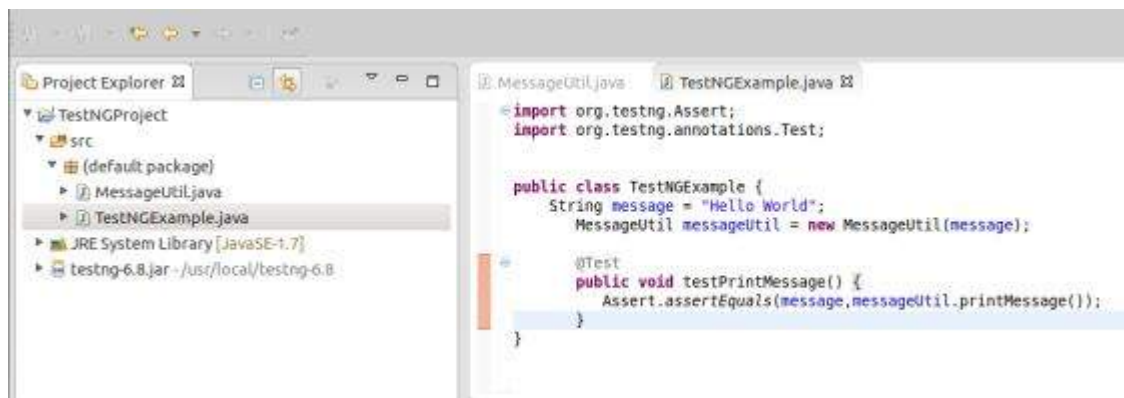 Project Explorer
TestNGProject
src
(default package)
MessageUtil.java
TestNGExample.java
JRE System Library [JavaSE-1.7]
testng-6.8.jar - /usr/local/testng-6.8
MessageUtil.java
TestNGExample.java
import org.testng.Assert;
import org.testng.annotations.Test;
public class TestNGExample {
String message = "Hello World";
MessageUtil messageUtil = new MessageUtil(message);
@Test
public void testPrintMessage() {
Assert.assertEquals(message,messageUtil.printMessage());
}
}